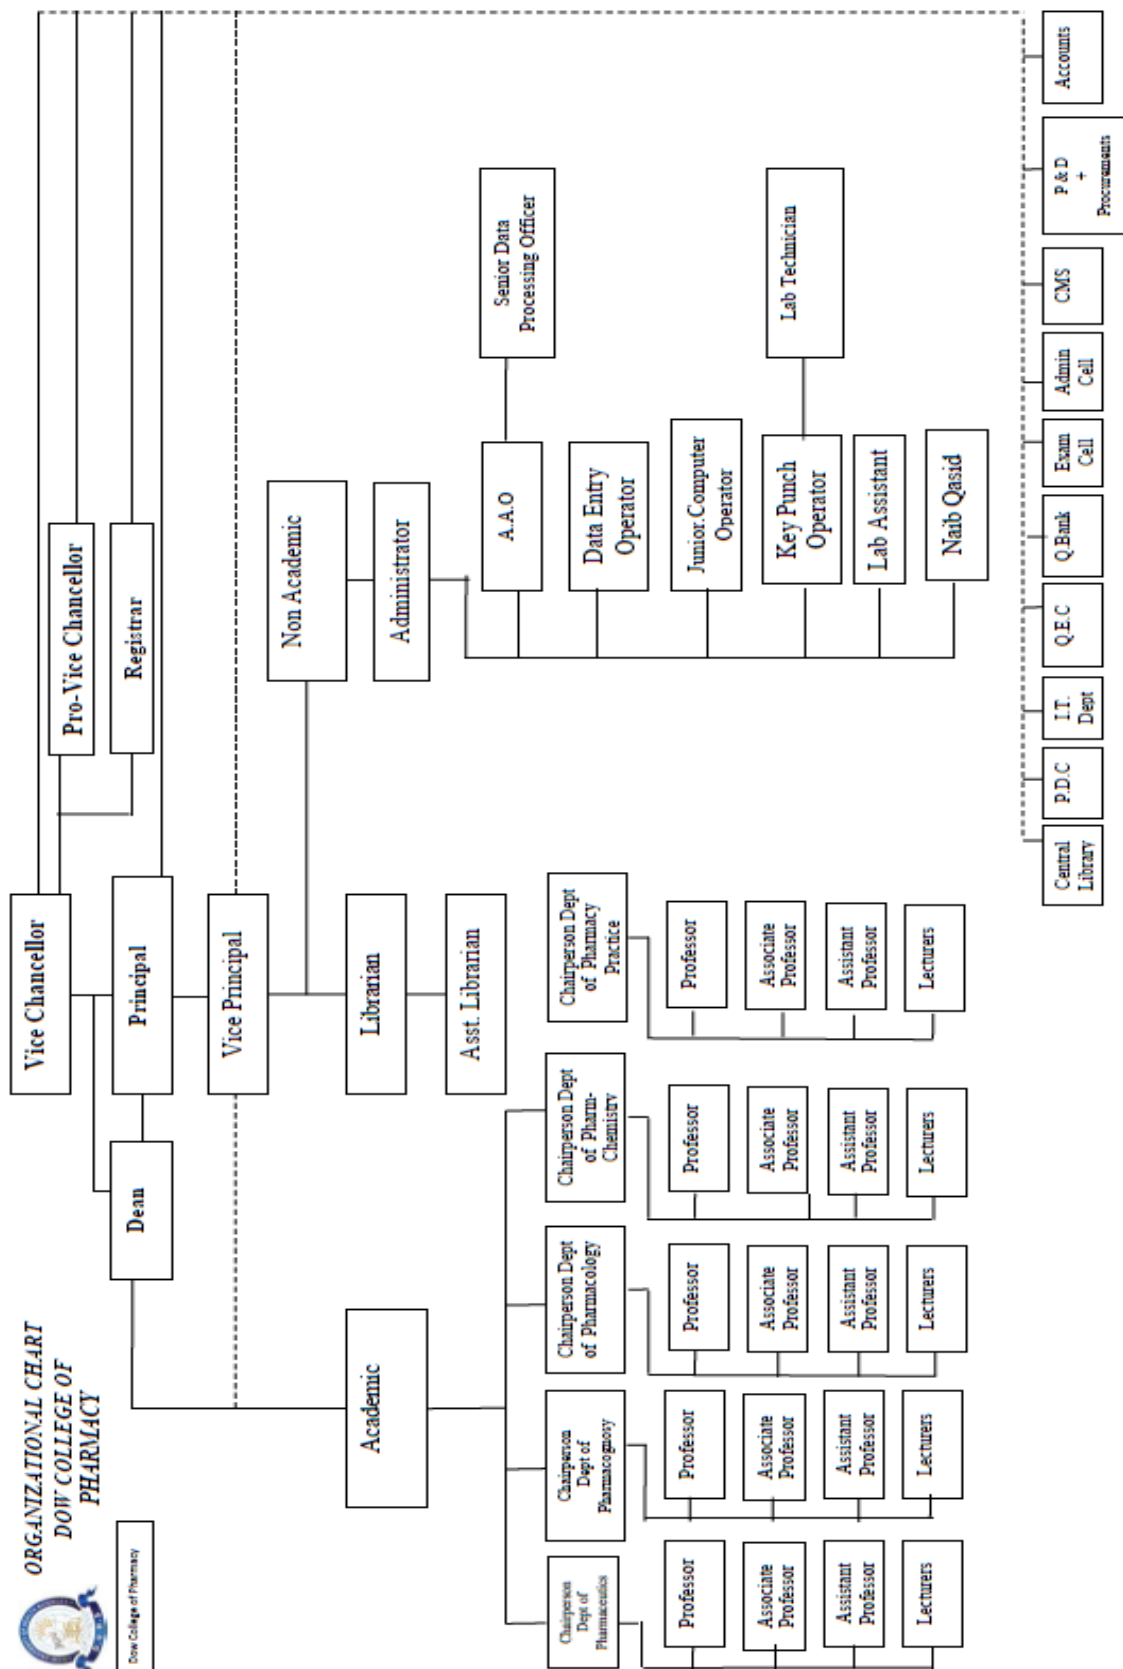 ORGANIZATIONAL CHART
DOW COLLEGE OF
PHARMACY
Dow College of Pharmacy
Vice Chancellor
Pro-Vice Chancellor
Registrar
Dean
Principal
Vice Principal
Academic
Librarian
Asst. Librarian
Non Academic
Administrator
A.A.O
Senior Data
Processing Officer
Data Entry
Operator
Junior.Computer
Operator
Key Punch
Operator
Lab Technician
Lab Assistant
Naib Qasid
Chairperson
Dept of
Pharmaceutics
Professor
Associate
Professor
Assistant
Professor
Lecturers
Chairperson
Dept of
Pharmacognosy
Professor
Associate
Professor
Assistant
Professor
Lecturers
Chairperson Dept
of Pharmacology
Professor
Associate
Professor
Assistant
Professor
Lecturers
Chairperson Dept
of Pharm-
Chemistry
Professor
Associate
Professor
Assistant
Professor
Lecturers
Chairperson Dept
of Pharmacy
Practice
Professor
Associate
Professor
Assistant
Professor
Lecturers
Central
Library
P.D.C
I.T.
Dept
Q.E.C
Q.Bank
Exam
Cell
Admin
Cell
CMS
P & D
+
Procurements
Accounts